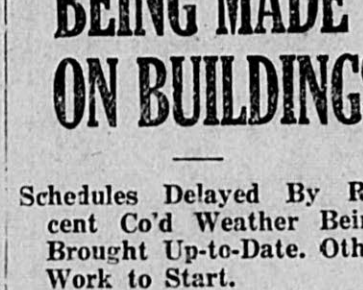 BEING MADE
ON BUILDING
Schedules Delayed By R
cent Co'd Weather Bei
Brought Up-to-Date. Oth
Work to Start.